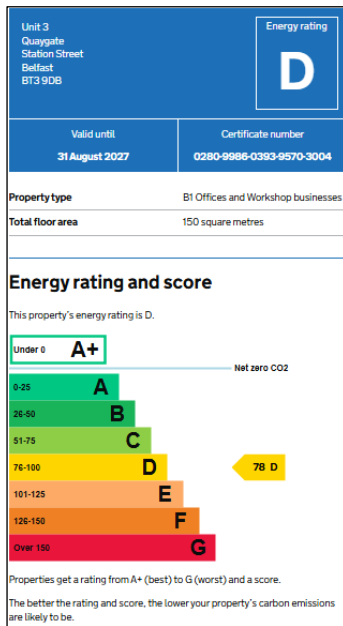 Unit 3
Quaygate
Station Street
Belfast
BT3 9DB
Energy rating
D
Valid until
31 August 2027
Certificate number
0280-9986-0393-9570-3004
Property type
B1 Offices and Workshop businesses
Total floor area
150 square metres
Energy rating and score
This property's energy rating is D.
Under 0 A+
Net zero CO2
0-25 A
26-50 B
51-75 C
76-100 D
78 D
101-125 E
126-150 F
Over 150 G
Properties get a rating from A+ (best) to G (worst) and a score.
The better the rating and score, the lower your property's carbon emissions
are likely to be.